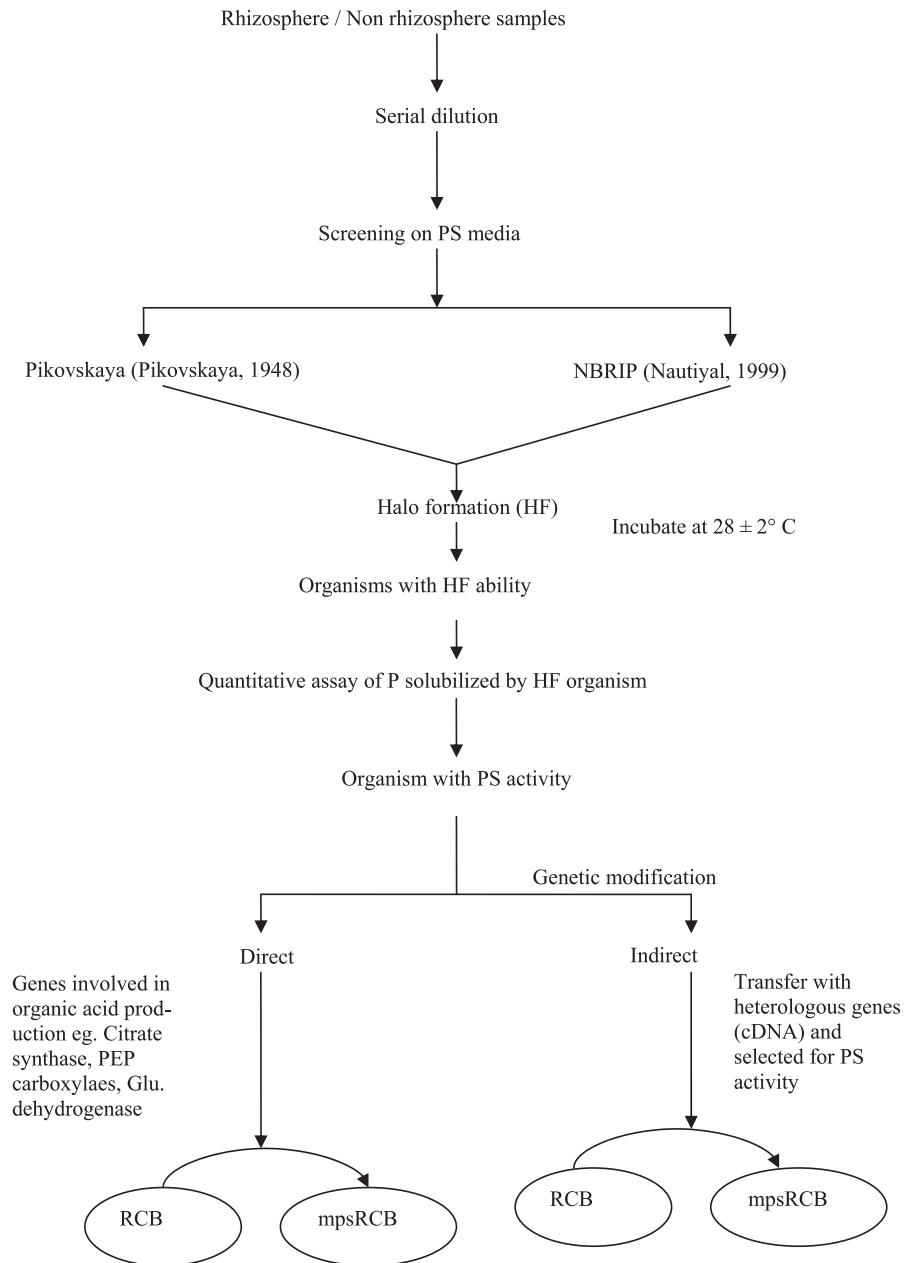 Rhizosphere / Non rhizosphere samples
Serial dilution
Screening on PS media
Pikovskaya (Pikovskaya, 1948)
NBRIP (Nautiyal, 1999)
Halo formation (HF)
Incubate at 28 ± 2° C
Organisms with HF ability
Quantitative assay of P solubilized by HF organism
Organism with PS activity
Genetic modification
Direct
Indirect
Genes involved in
organic acid prod-
uction eg. Citrate
synthase, PEP
carboxylaes, Glu.
dehydrogenase
Transfer with
heterologous genes
(cDNA) and
selected for PS
activity
RCB
mpsRCB
RCB
mpsRCB